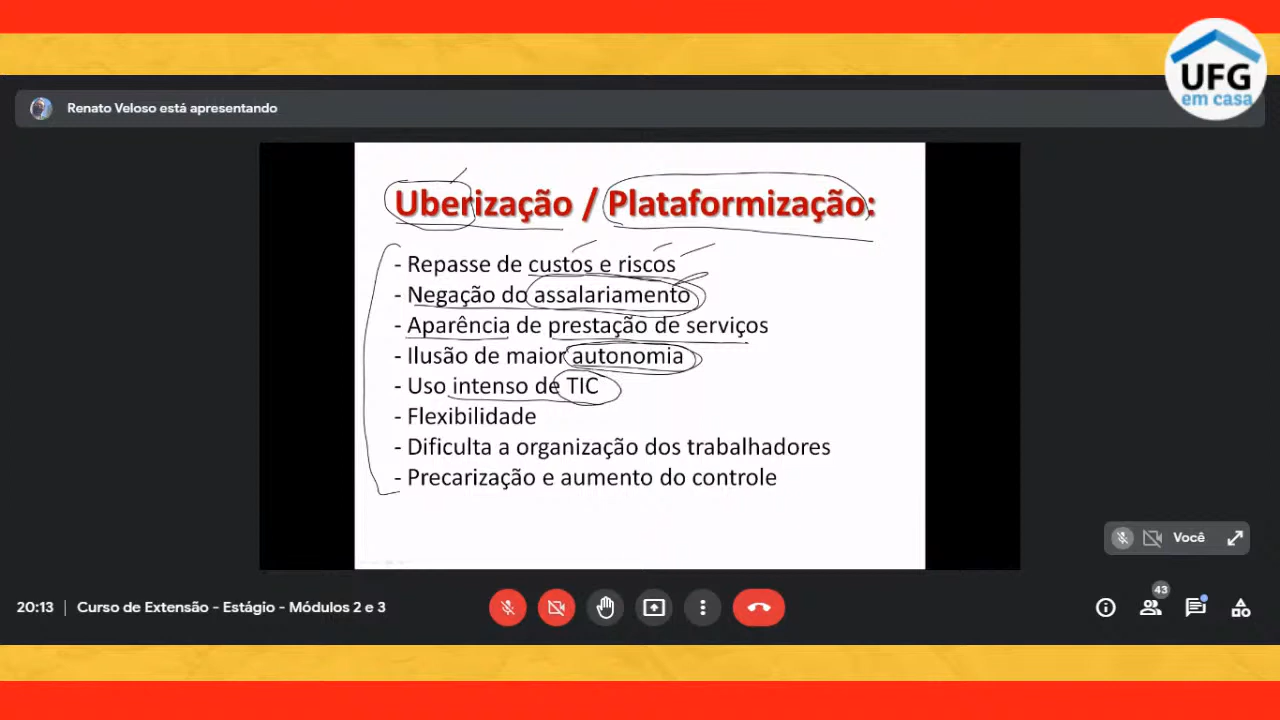 UFG
em casa
Renato Veloso está apresentando
Uberização / Plataformização:
- Repasse de custos e riscos
- Negação do assalariamento
- Aparência de prestação de serviços
- Ilusão de maior autonomia
- Uso intenso de TIC
- Flexibilidade
- Dificulta a organização dos trabalhadores
- Precarização e aumento do controle
Você
20:13 | Curso de Extensão - Estágio - Módulos 2 e 3
43